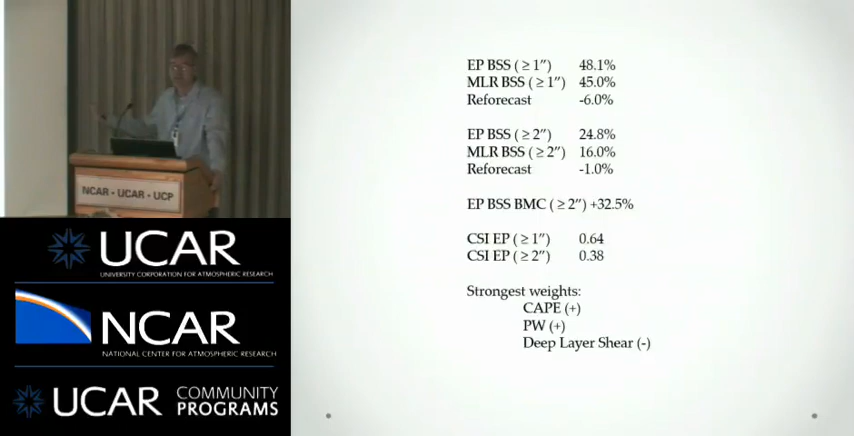 NCAR • UCAR • UCP
UCAR
UNIVERSITY CORPORATION FOR ATMOSPHERIC RESEARCH
NCAR
NATIONAL CENTER FOR ATMOSPHERIC RESEARCH
UCAR COMMUNITY PROGRAMS
EP BSS ( ≥ 1″) 48.1%
MLR BSS ( ≥ 1″) 45.0%
Reforecast -6.0%
EP BSS ( ≥ 2″) 24.8%
MLR BSS ( ≥ 2″) 16.0%
Reforecast -1.0%
EP BSS BMC ( ≥ 2″) +32.5%
CSI EP ( ≥ 1″) 0.64
CSI EP ( ≥ 2″) 0.38
Strongest weights:
CAPE (+)
PW (+)
Deep Layer Shear (-)